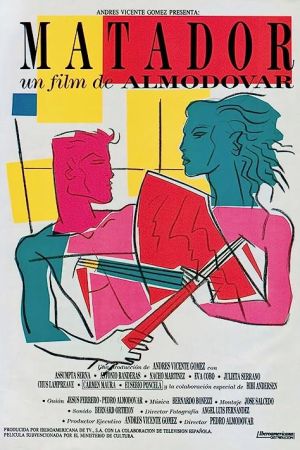 ANDRES VICENTE GOMEZ PRESENTA:
MATADOR
un film de ALMODOVAR
Una producción de ANDRES VICENTE GOMEZ con
ASSUMPTA SERNA ANTONIO BANDERAS NACHO MARTINEZ EVA COBO JULIETA SERRANO
CHUS LAMPREAVE CARMEN MAURA EUSEBIO PONCELA y la colaboración especial de BIBI ANDERSEN
Guión JESUS FERRERO - PEDRO ALMODOVAR Música BERNARDO BONEZZI Montaje JOSE SALCEDO
Sonido BERNARD ORTHION Director Fotografía ANGEL LUIS FERNANDEZ
Productor Ejecutivo ANDRES VICENTE GOMEZ Director PEDRO ALMODOVAR
PRODUCIDA POR IBEROAMERICANA DE TV., S.A. CON LA COLABORACION DE TELEVISION ESPAÑOLA.
PELICULA SUBVENCIONADA POR EL MINISTERIO DE CULTURA.
Iberoamericana
DISTRIBUCION